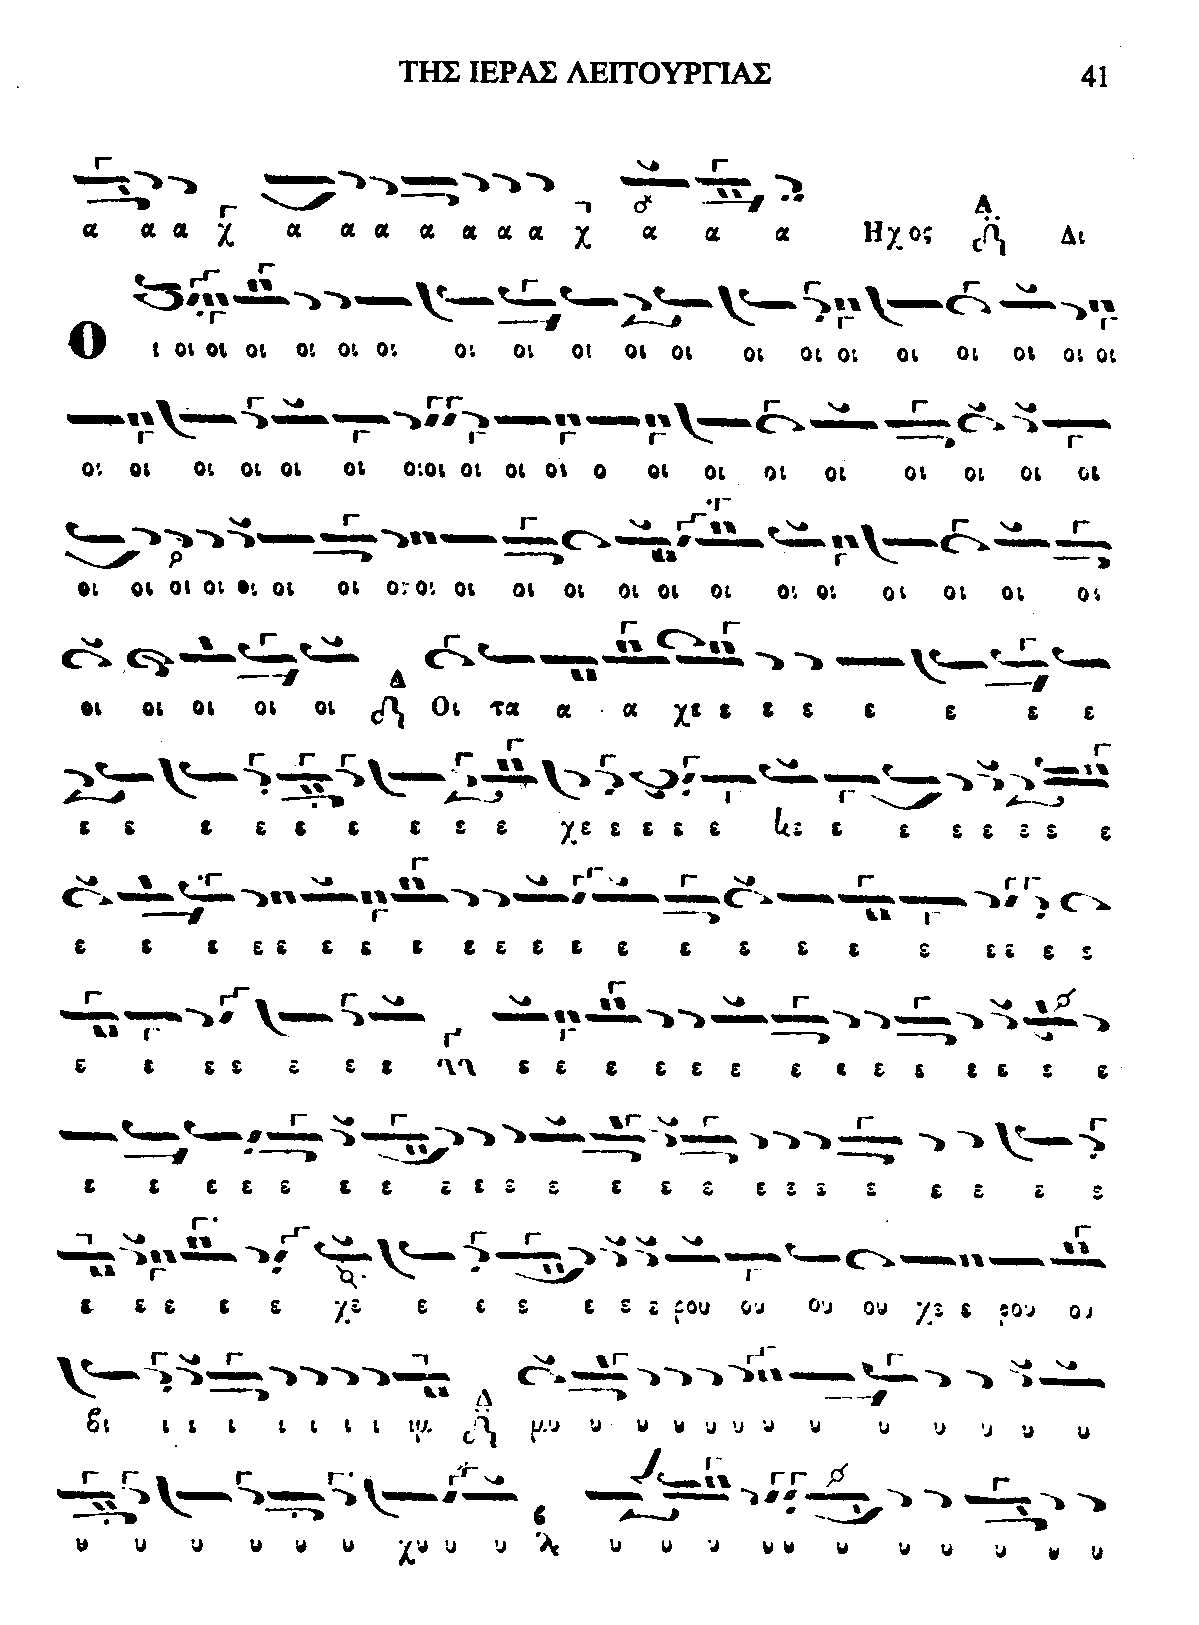 ΤΗΣ ΙΕΡΑΣ ΛΕΙΤΟΥΡΓΙΑΣ 41
α α α χ α α α α α α α χ α α α Ηχος Δ Δι
Ο ι οι οι οι οι οι οι οι οι οι οι οι οι οι οι οι οι οι οι οι
οι οι οι οι οι οι οι οι οι οι οι ο οι οι οι οι οι οι οι οι
οι οι οι οι οι οι οι οι οι οι οι οι οι οι οι οι οι οι οι οι οι
οι οι οι οι οι Δ Οι τα α α χε ε ε ε ε ε ε ε
ε ε ε ε ε ε ε ε ε χε ε ε ε ε κε ε ε ε ε ε ε ε
ε ε ε ε ε ε ε ε ε ε ε ε ε ε ε ε ε ε ε ε ε ε
ε ε ε ε ε ε ε ε ε ε ε ε ε ε ε ε ε ε ε ε ε
ε ε ε ε ε ε ε ε ε ε ε ε ε ε ε ε ε ε ε ε ε ε
ε ε ε ε ε χε ε ε ε ε ε ε ρου ου ου ου χε ε ρου ου
βι ι ι ι ι ι ι ι ιμ Δ μυ υ υ υ υ υ υ υ υ υ υ υ υ
υ υ υ υ υ υ χυ υ υ υ υ υ υ υ υ υ υ υ υ υ